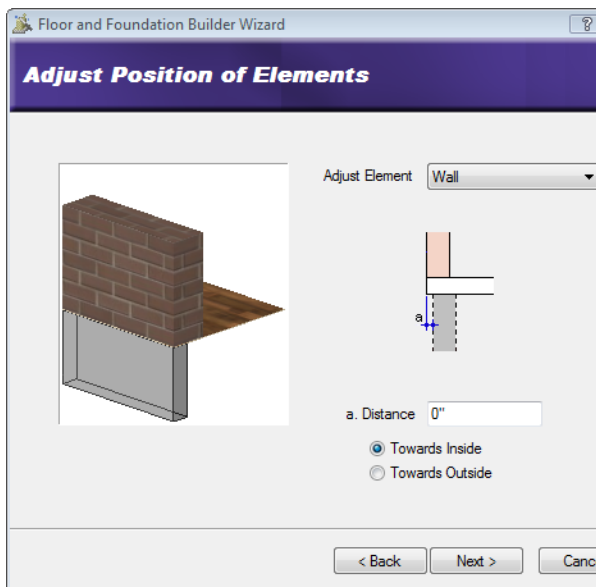 Floor and Foundation Builder Wizard
?
Adjust Position of Elements
Adjust Element Wall
a
a. Distance 0"
Towards Inside
Towards Outside
< Back Next > Canc